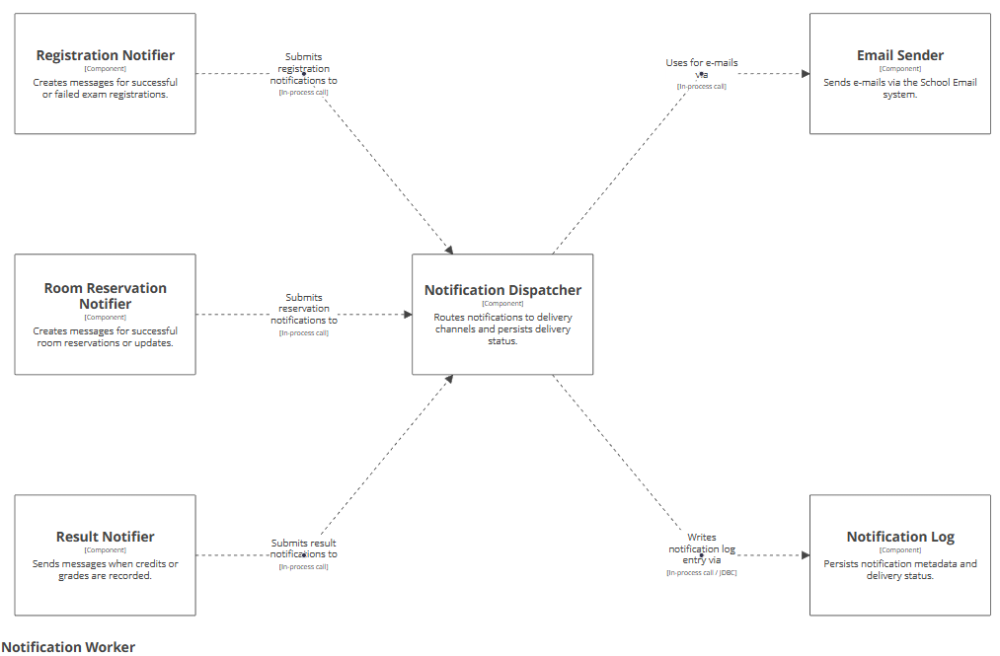 Registration Notifier
[Component]
Creates messages for successful
or failed exam registrations.
Submits
registration
notifications to
[In-process call]
Uses for e-mails
via
[In-process call]
Email Sender
[Component]
Sends e-mails via the School Email
system.
Room Reservation
Notifier
[Component]
Creates messages for successful
room reservations or updates.
Submits
reservation
notifications to
[In-process call]
Notification Dispatcher
[Component]
Routes notifications to delivery
channels and persists delivery
status.
Result Notifier
[Component]
Sends messages when credits or
grades are recorded.
Submits result
notifications to
[In-process call]
Writes
notification log
entry via
[In-process call / JDBC]
Notification Log
[Component]
Persists notification metadata and
delivery status.
Notification Worker